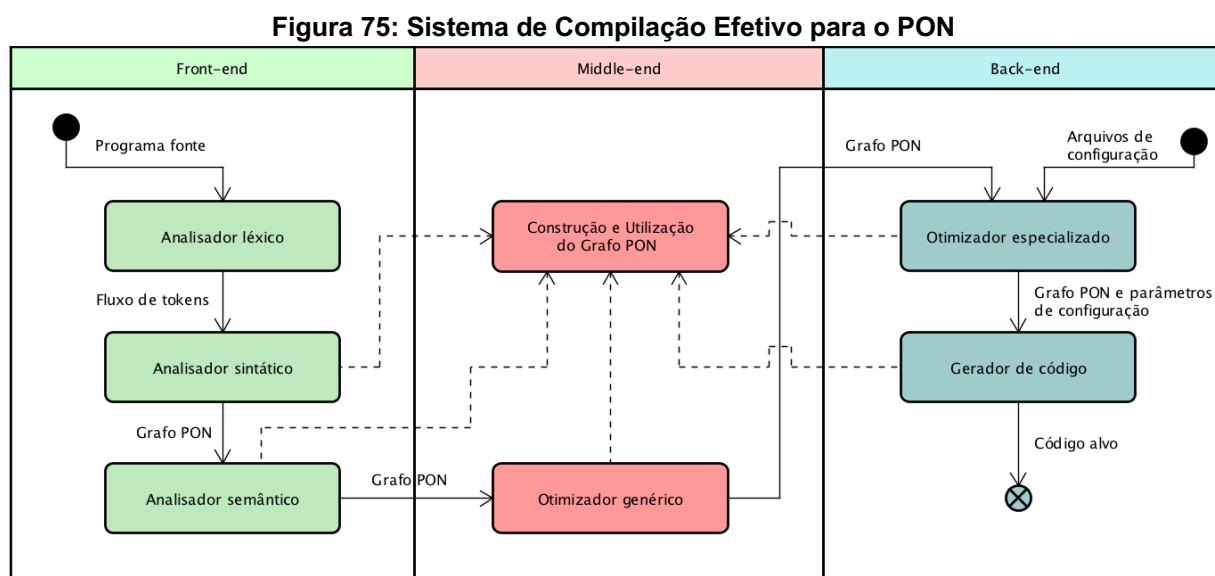 Figura 75: Sistema de Compilação Efetivo para o PON
Front-end
Middle-end
Back-end
Programa fonte
Grafo PON
Arquivos de
configuração
Analisador léxico
Construção e Utilização
do Grafo PON
Otimizador especializado
Fluxo de tokens
Grafo PON e parâmetros
de configuração
Analisador sintático
Gerador de código
Grafo PON
Código alvo
Analisador semântico
Grafo PON
Otimizador genérico